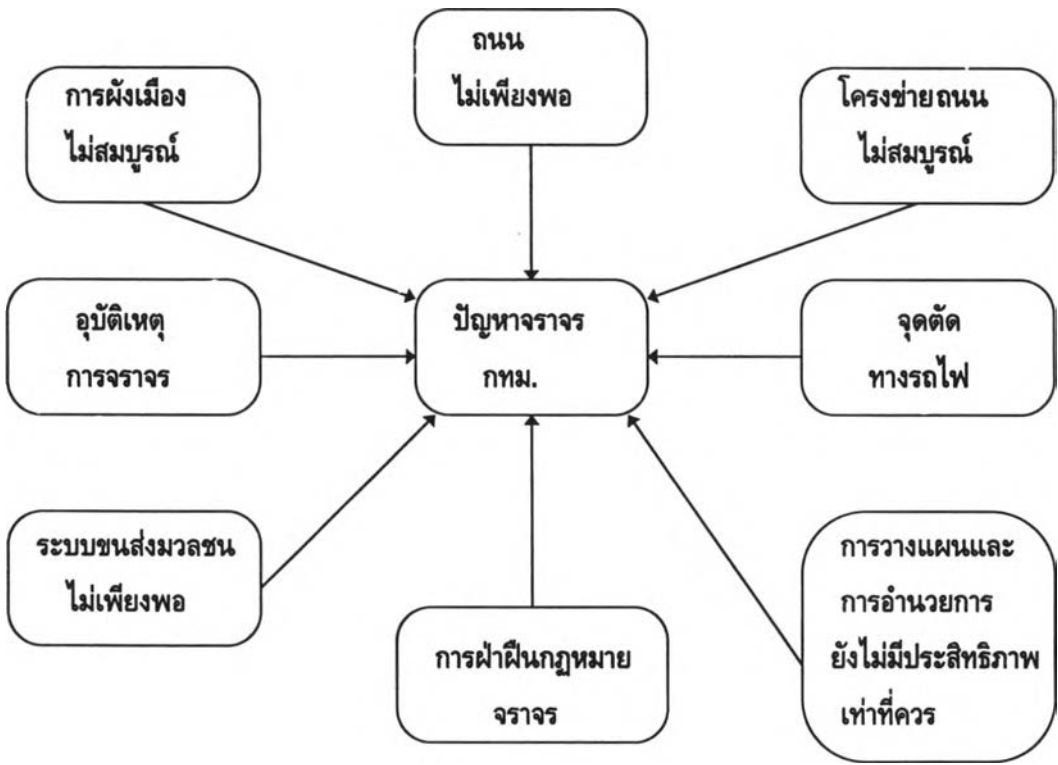 ถนน
ไม่เพียงพอ
การผังเมือง
ไม่สมบูรณ์
โครงข่ายถนน
ไม่สมบูรณ์
อุบัติเหตุ
การจราจร
ปัญหาจราจร
กทม.
จุดตัด
ทางรถไฟ
ระบบขนส่งมวลชน
ไม่เพียงพอ
การฝ่าฝืนกฏหมาย
จราจร
การวางแผนและ
การอำนวยการ
ยังไม่มีประสิทธิภาพ
เท่าที่ควร